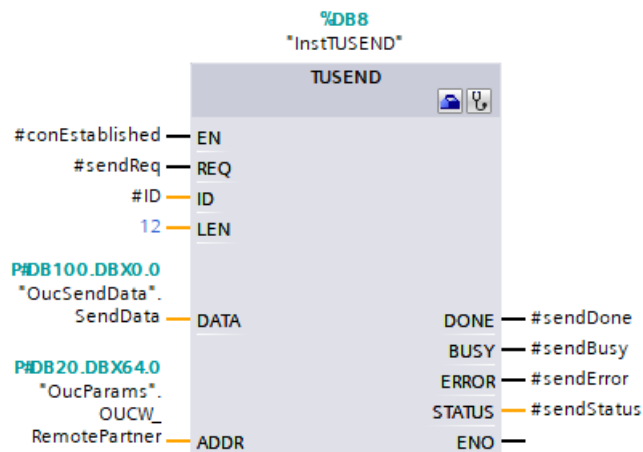 %DB8
"InstTUSEND"
TUSEND
#conEstablished EN
#sendReq REQ
#ID ID
12 LEN
P#DB100.DBX0.0
"OucSendData".
SendData DATA DONE #sendDone
BUSY #sendBusy
P#DB20.DBX64.0
"OucParams". ERROR #sendError
OUCW_ STATUS #sendStatus
RemotePartner ADDR ENO